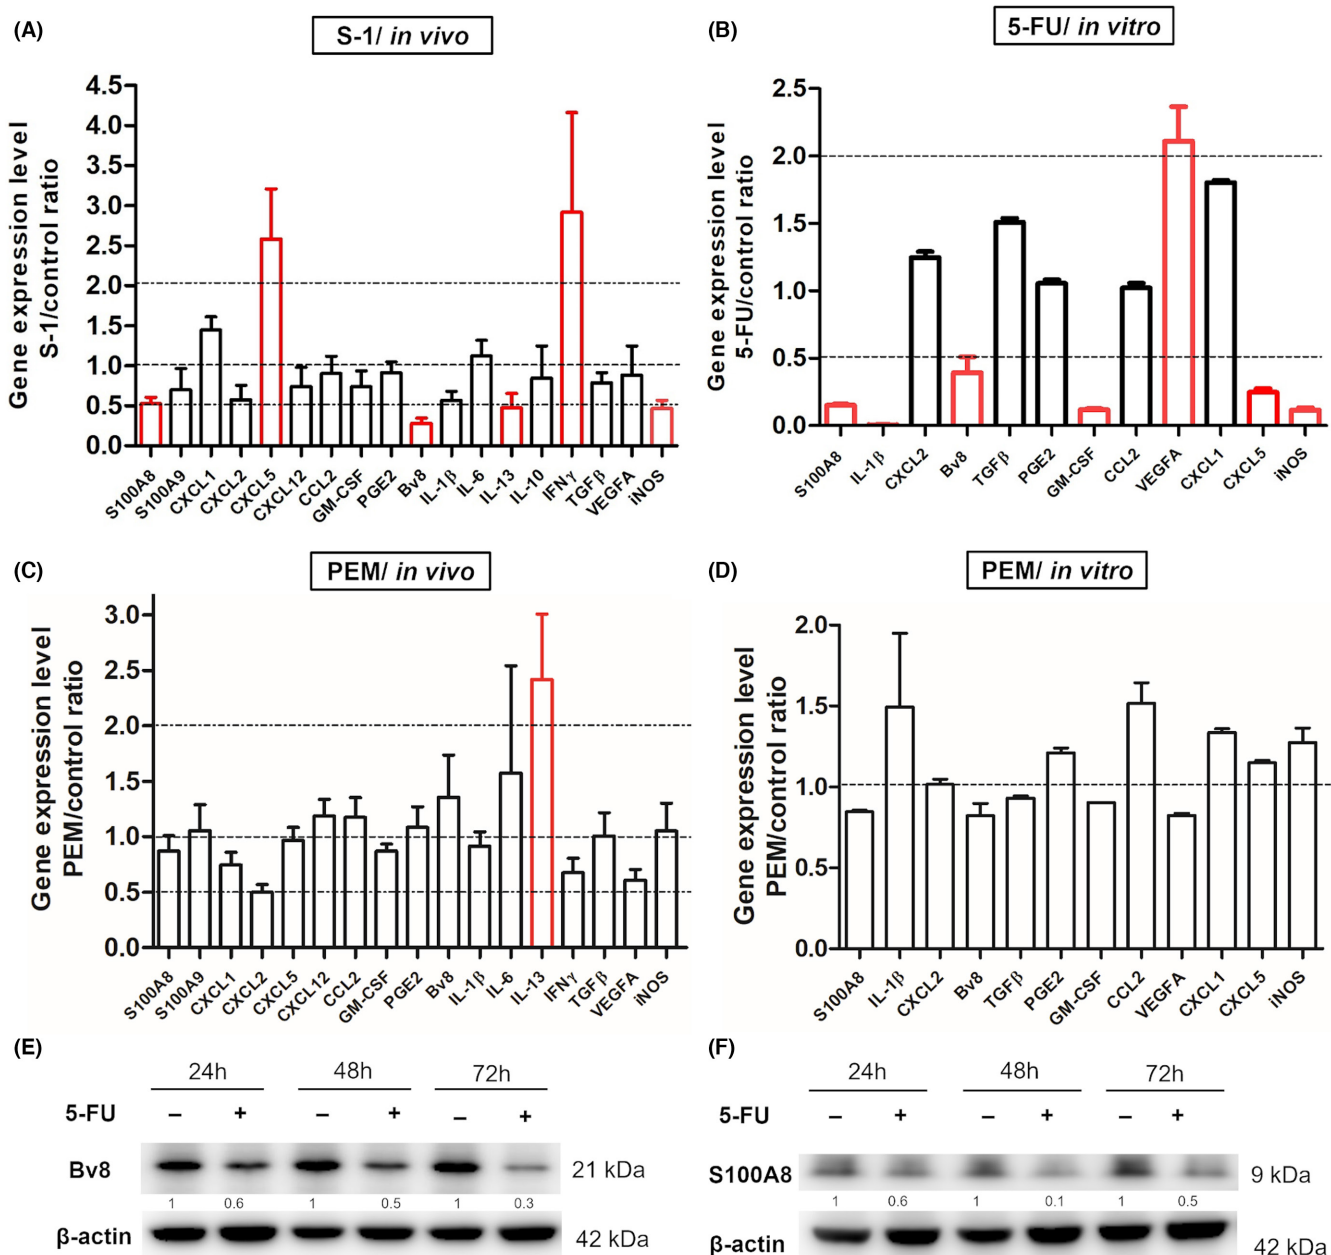 (A)
S-1/ in vivo
Gene expression level
S-1/control ratio
4.5
4.0
3.5
3.0
2.5
2.0
1.5
1.0
0.5
0.0
S100A8
S100A9
CXCL1
CXCL2
CXCL5
CXCL12
CCL2
GM-CSF
PGE2
Bv8
IL-1β
IL-6
IL-13
IL-10
IFNγ
TGFβ
VEGFA
iNOS
(B)
5-FU/ in vitro
Gene expression level
5-FU/control ratio
2.5
2.0
1.5
1.0
0.5
0.0
S100A8
IL-1β
CXCL2
Bv8
TGFβ
PGE2
GM-CSF
CCL2
VEGFA
CXCL1
CXCL5
iNOS
(C)
PEM/ in vivo
Gene expression level
PEM/control ratio
3.0
2.5
2.0
1.5
1.0
0.5
0.0
S100A8
S100A9
CXCL1
CXCL2
CXCL5
CXCL12
CCL2
GM-CSF
PGE2
Bv8
IL-1β
IL-6
IL-13
IFNγ
TGFβ
VEGFA
iNOS
(D)
PEM/ in vitro
Gene expression level
PEM/control ratio
2.0
1.5
1.0
0.5
0.0
S100A8
IL-1β
CXCL2
Bv8
TGFβ
PGE2
GM-CSF
CCL2
VEGFA
CXCL1
CXCL5
iNOS
(E)
24h 48h 72h
5-FU – + – + – +
Bv8 21 kDa
1 0.6 1 0.5 1 0.3
β-actin 42 kDa
(F)
24h 48h 72h
5-FU – + – + – +
S100A8 9 kDa
1 0.6 1 0.1 1 0.5
β-actin 42 kDa